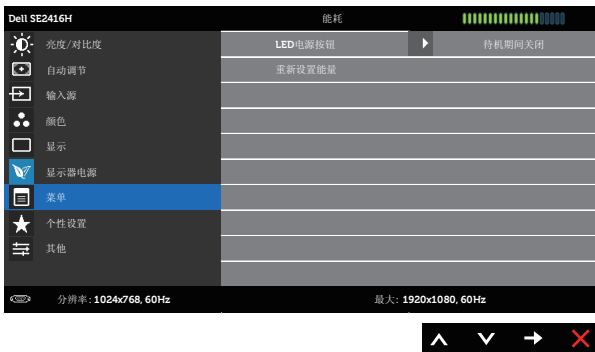 Dell SE2416H 能耗
亮度/对比度 LED电源按钮 待机期间关闭
自动调节 重新设置能量
输入源
颜色
显示
显示器电源
菜单
个性设置
其他
分辨率: 1024x768, 60Hz 最大: 1920x1080, 60Hz